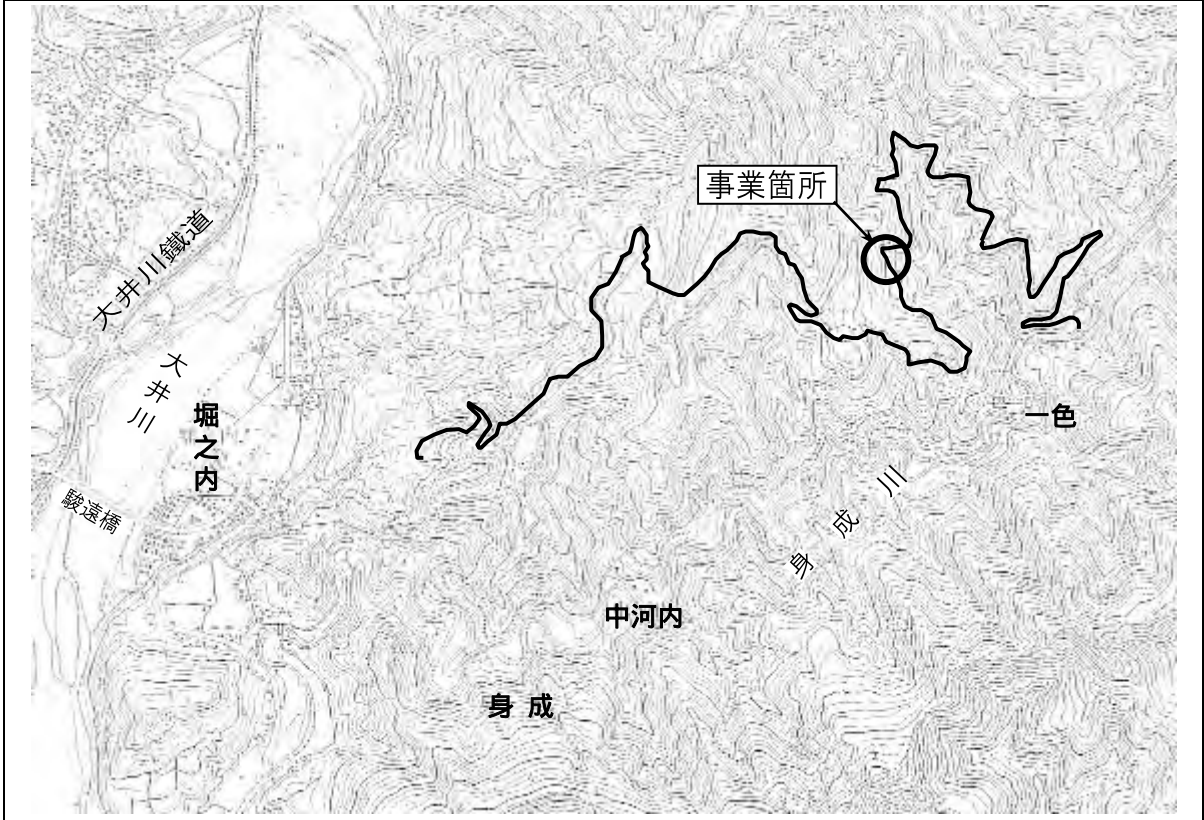 事業箇所
大井川鐵道
大井川
堀之内
一色
駿遠橋
身成川
中河内
身成